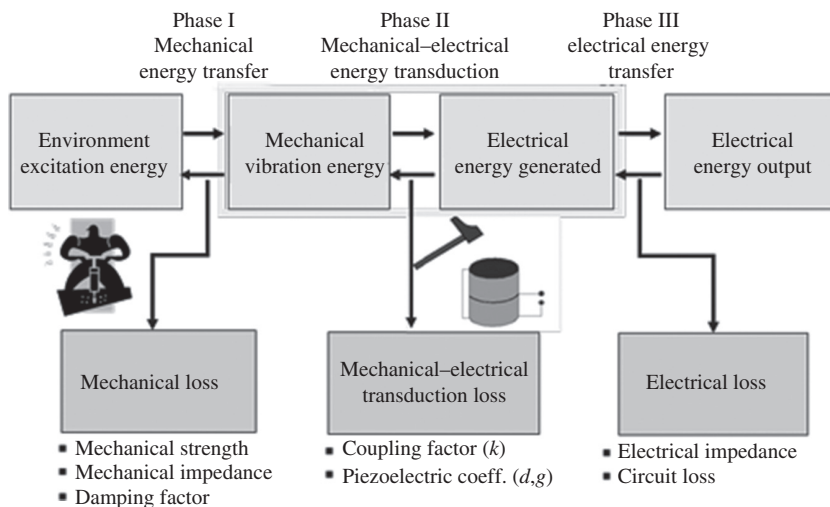 Phase I
Mechanical
energy transfer
Phase II
Mechanical–electrical
energy transduction
Phase III
electrical energy
transfer
Environment
excitation energy
Mechanical
vibration energy
Electrical
energy generated
Electrical
energy output
Mechanical loss
Mechanical–electrical
transduction loss
Electrical loss
▪ Mechanical strength
▪ Mechanical impedance
▪ Damping factor
▪ Coupling factor (k)
▪ Piezoelectric coeff. (d,g)
▪ Electrical impedance
▪ Circuit loss